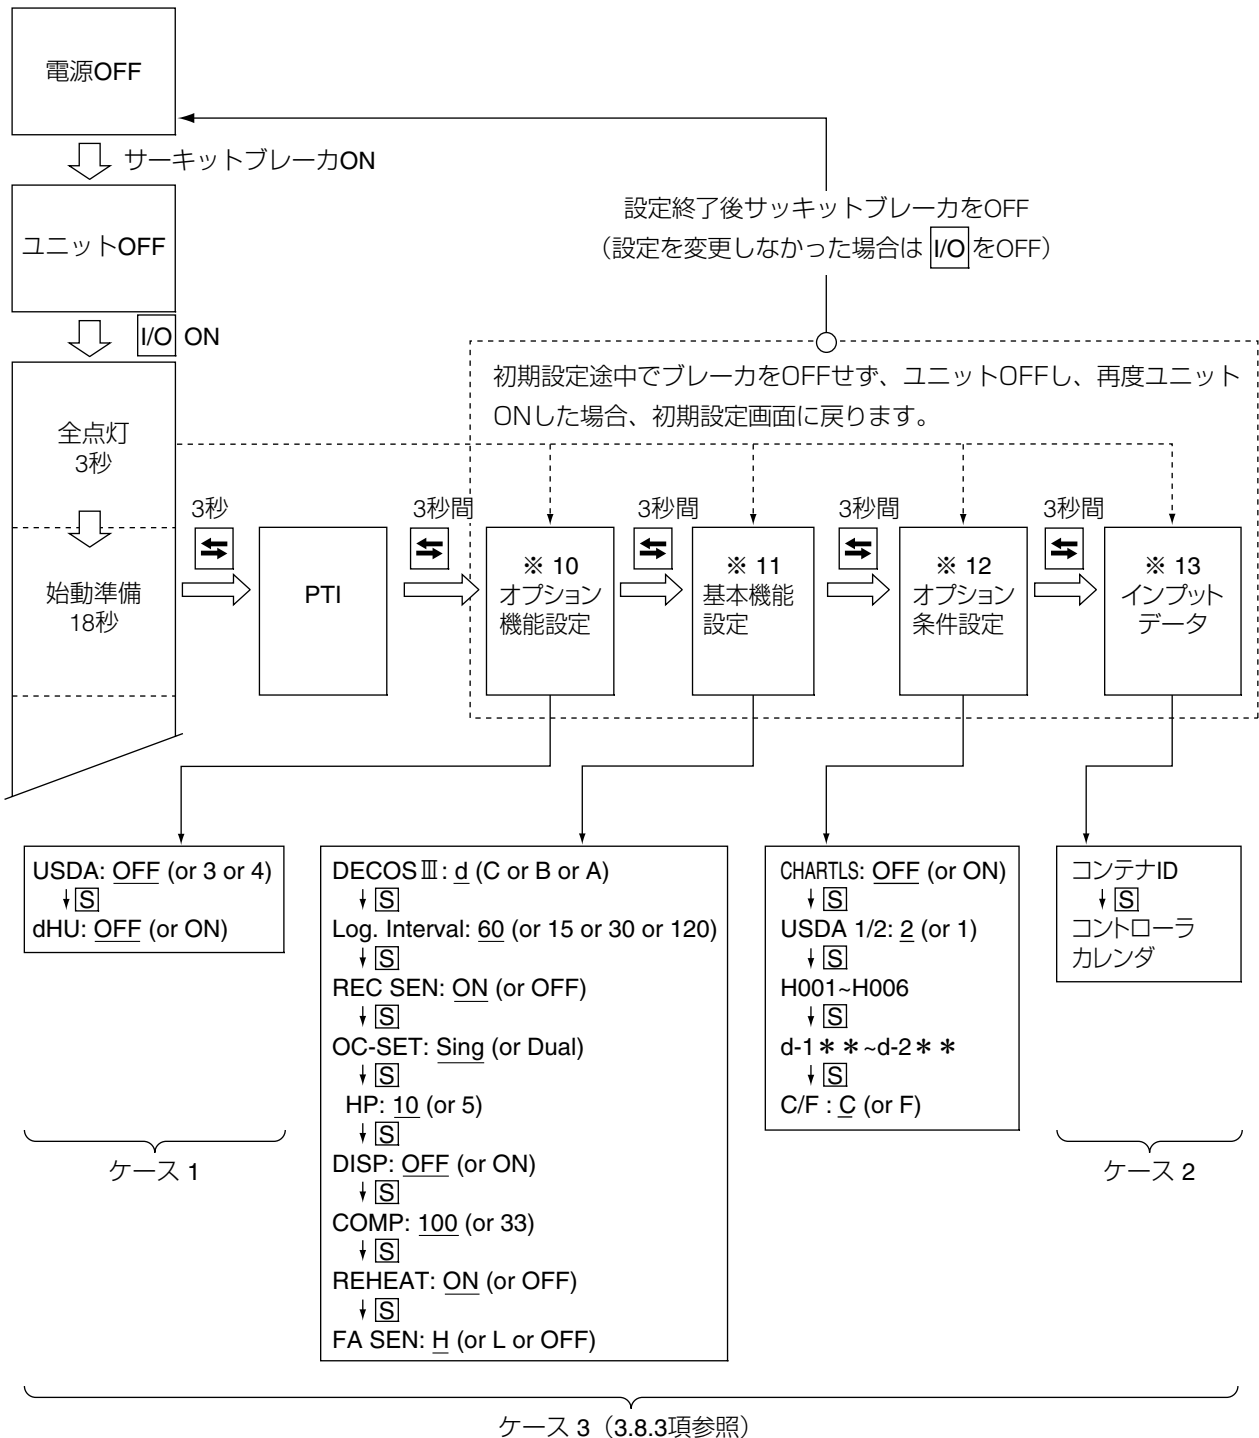 電源OFF
サーキットブレーカON
ユニットOFF
設定終了後サッキットブレーカをOFF
（設定を変更しなかった場合は I/O をOFF）
I/O ON
初期設定途中でブレーカをOFFせず、ユニットOFFし、再度ユニット
ONした場合、初期設定画面に戻ります。
全点灯
3秒
3秒
3秒間
3秒間
3秒間
3秒間
始動準備
18秒
PTI
※ 10
オプション
機能設定
※ 11
基本機能
設定
※ 12
オプション
条件設定
※ 13
インプット
データ
USDA: OFF (or 3 or 4)
S
dHU: OFF (or ON)
DECOSⅢ: d (C or B or A)
S
Log. Interval: 60 (or 15 or 30 or 120)
S
REC SEN: ON (or OFF)
S
OC-SET: Sing (or Dual)
S
HP: 10 (or 5)
S
DISP: OFF (or ON)
S
COMP: 100 (or 33)
S
REHEAT: ON (or OFF)
S
FA SEN: H (or L or OFF)
CHARTLS: OFF (or ON)
S
USDA 1/2: 2 (or 1)
S
H001~H006
S
d-1＊＊~d-2＊＊
S
C/F : C (or F)
コンテナID
S
コントローラ
カレンダ
ケース 1
ケース 2
ケース 3（3.8.3項参照）